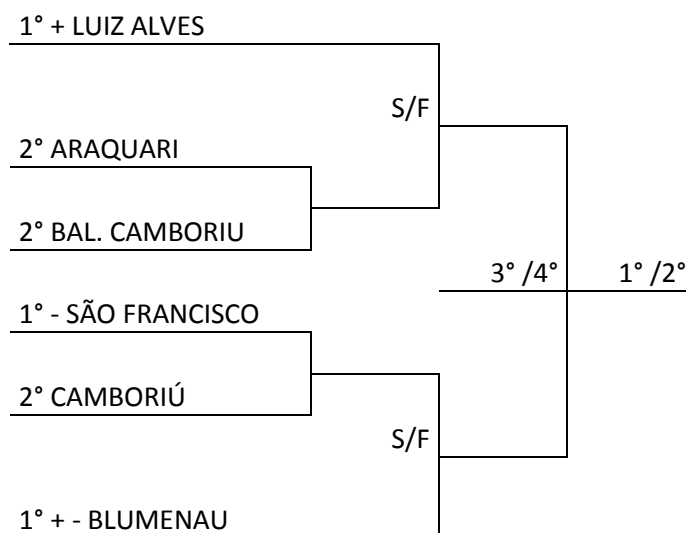 1° + LUIZ ALVES
S/F
2° ARAQUARI
2° BAL. CAMBORIU
3° /4°
1° /2°
1° - SÃO FRANCISCO
2° CAMBORIÚ
S/F
1° + - BLUMENAU